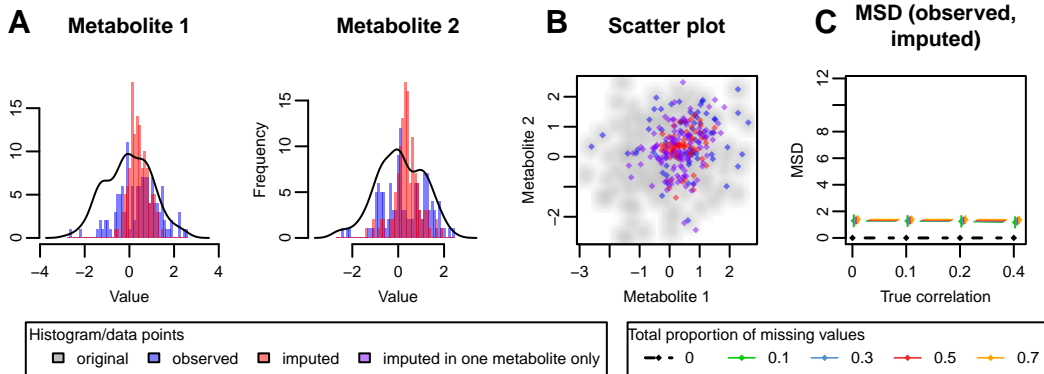 A
Metabolite 1
Metabolite 2
B
Scatter plot
C
MSD (observed,
imputed)
15
10
5
0
−4
−2
0
2
4
Value
Frequency
15
10
5
0
−4
−2
0
2
4
Value
Metabolite 2
2
1
0
−2
−3
−2
−1
0
1
2
Metabolite 1
MSD
12
8
6
4
2
0
0
0.1
0.2
0.4
True correlation
Histogram/data points
original
observed
imputed
imputed in one metabolite only
Total proportion of missing values
0
0.1
0.3
0.5
0.7